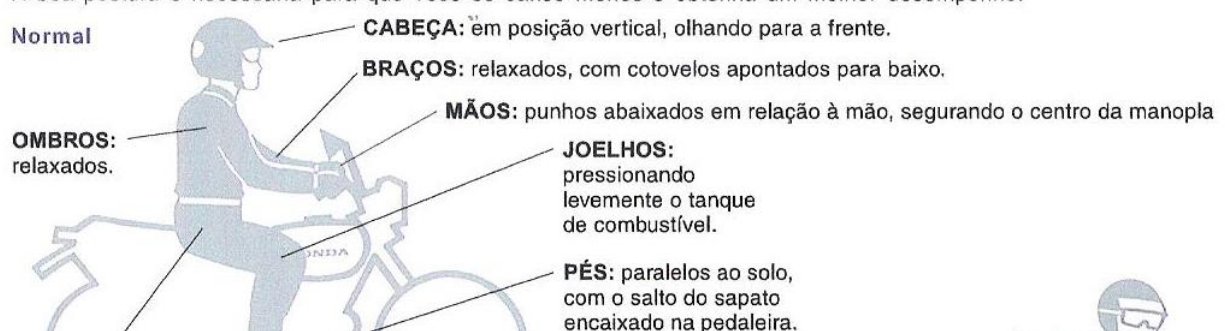 Normal
CABEÇA: em posição vertical, olhando para a frente.
BRAÇOS: relaxados, com cotovelos apontados para baixo.
MÃOS: punhos abaixados em relação à mão, segurando o centro da manopla
OMBROS:
relaxados.
JOELHOS:
pressionando
levemente o tanque
de combustível.
ONDA
PÉS: paralelos ao solo,
com o salto do sapato
encaixado na pedaleira.